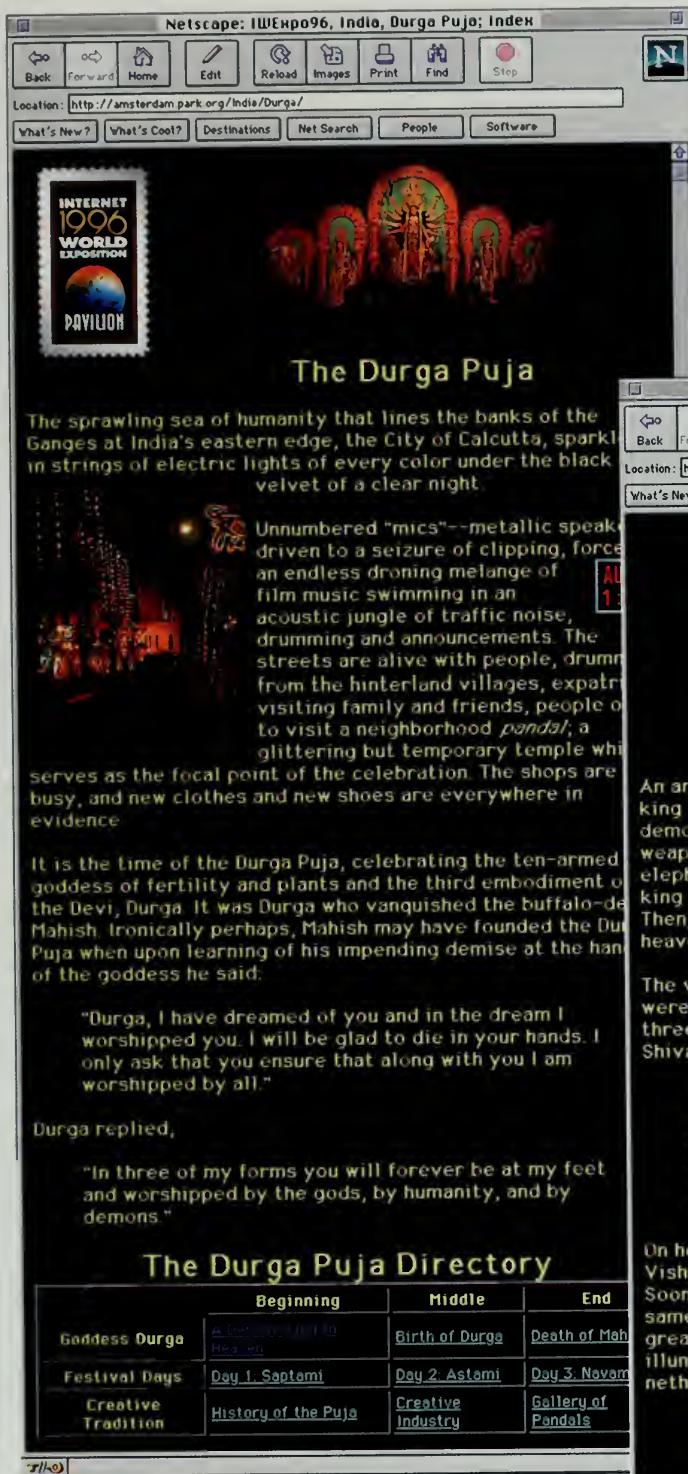 Netscape: IWExpo96, India, Durga Puja; Index
Back
Forward
Home
Edit
Reload
Images
Print
Find
Stop
N
Location: http://amsterdam.park.org/India/Durga/
What's New?
What's Cool?
Destinations
Net Search
People
Software
INTERNET
1996
WORLD
EXPOSITION
PAVILION
The Durga Puja
The sprawling sea of humanity that lines the banks of the
Ganges at India's eastern edge, the City of Calcutta, sparkl
in strings of electric lights of every color under the black
velvet of a clear night.
Unnumbered "mics"--metallic speak
driven to a seizure of clipping, force
an endless droning melange of
film music swimming in an
acoustic jungle of traffic noise,
drumming and announcements. The
streets are alive with people, drumm
from the hinterland villages, expatri
visiting family and friends, people o
to visit a neighborhood pandal; a
glittering but temporary temple whi
serves as the focal point of the celebration. The shops are
busy, and new clothes and new shoes are everywhere in
evidence
It is the time of the Durga Puja, celebrating the ten-armed
goddess of fertility and plants and the third embodiment o
the Devi, Durga. It was Durga who vanquished the buffalo-de
Mahish. Ironically perhaps, Mahish may have founded the Dur
Puja when upon learning of his impending demise at the han
of the goddess he said:
"Durga, I have dreamed of you and in the dream I
worshipped you. I will be glad to die in your hands. I
only ask that you ensure that along with you I am
worshipped by all."
Durga replied,
"In three of my forms you will forever be at my feet
and worshipped by the gods, by humanity, and by
demons."
The Durga Puja Directory
Beginning
Middle
End
Goddess Durga
Heaven
Birth of Durga
Death of Mah
Festival Days
Day 1: Saptami
Day 2: Astami
Day 3: Navam
Creative
Tradition
History of the Puja
Creative
Industry
Gallery of
Pandals
Back
Location:
What's Nev
An ar
king
demo
weap
eleph
king
Then
heav
The v
were
three
Shiva
On he
Vish
Soon
same
grea
illun
neth